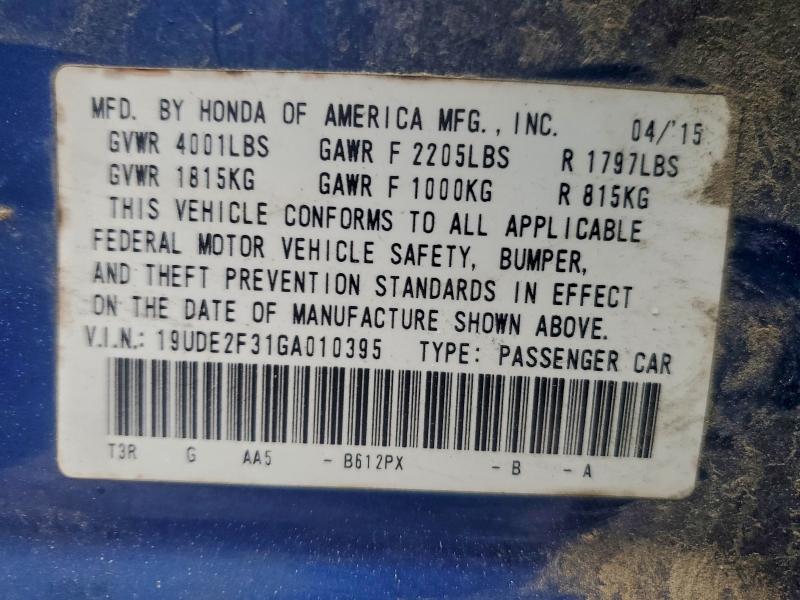 MFD. BY HONDA OF AMERICA MFG., INC. 04/'15
GVWR 4001LBS GAWR F 2205LBS R 1797LBS
GVWR 1815KG GAWR F 1000KG R 815KG
THIS VEHICLE CONFORMS TO ALL APPLICABLE
FEDERAL MOTOR VEHICLE SAFETY, BUMPER,
AND THEFT PREVENTION STANDARDS IN EFFECT
ON THE DATE OF MANUFACTURE SHOWN ABOVE.
V.I.N.: 19UDE2F31GA010395 TYPE: PASSENGER CAR
T3R G AA5 - B612PX - B - A